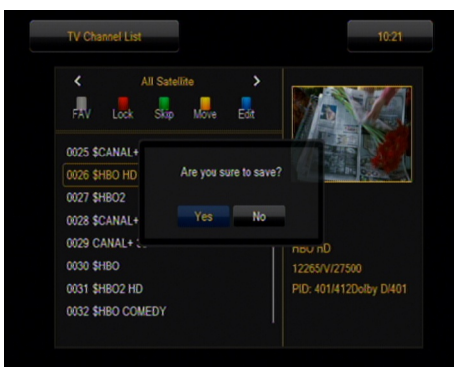 TV Channel List
10:21
All Satellite
FAV Lock Skip Move Edit
0025 $CANAL+
0026 $HBO HD
0027 $HBO2
0028 $CANAL+
0029 CANAL+
0030 $HBO
0031 $HBO2 HD
0032 $HBO COMEDY
Are you sure to save?
Yes No
HBO HD
12265/V/27500
PID: 401/412Dolby D/401